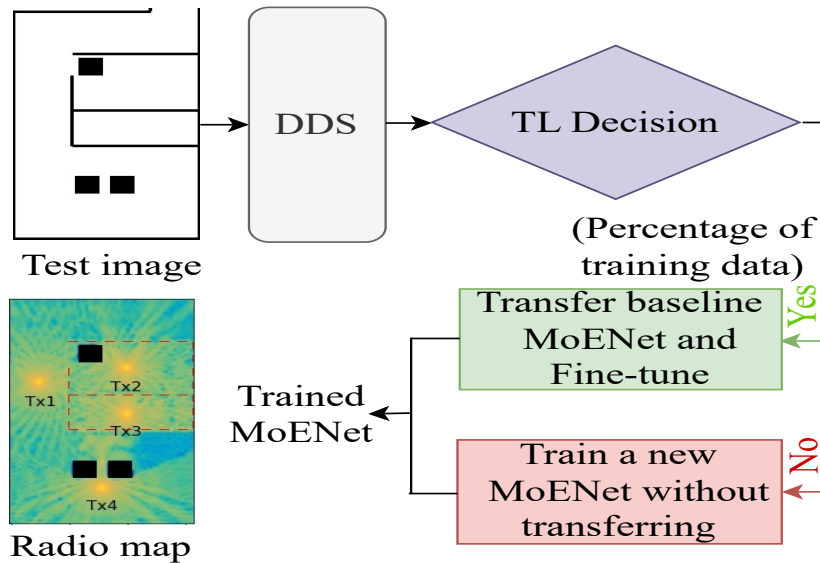 DDS
TL Decision
Test image
(Percentage of
training data)
Transfer baseline
MoENet and
Fine-tune
Yes
Tx1
Tx2
Tx3
Tx4
Trained
MoENet
Train a new
MoENet without
transferring
No
Radio map